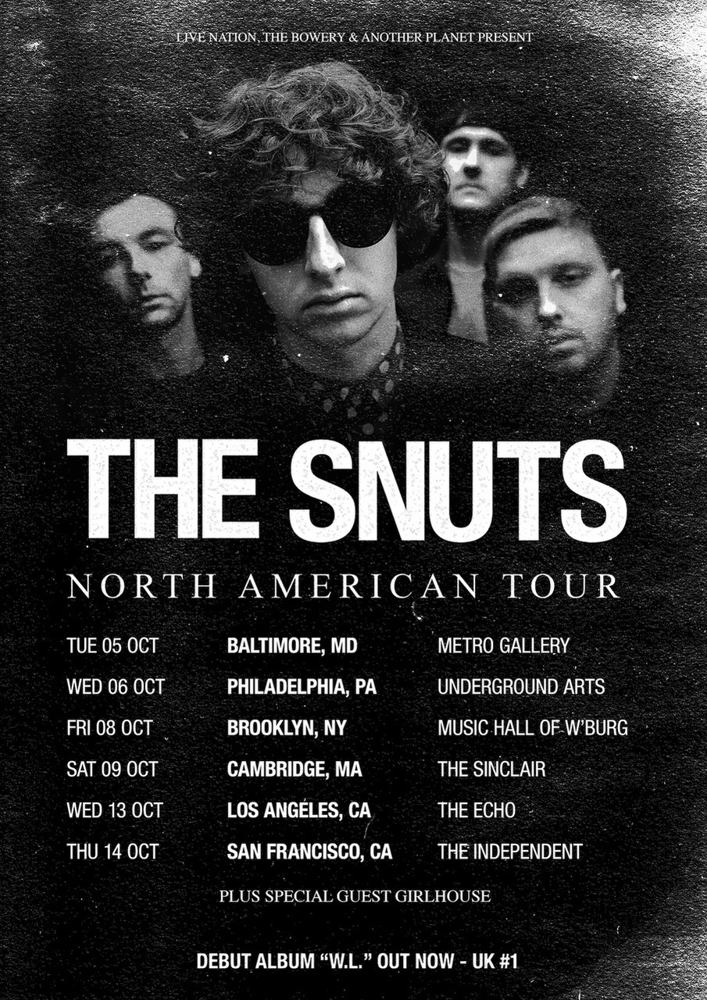 LIVE NATION, THE BOWERY & ANOTHER PLANET PRESENT
THE SNUTS
NORTH AMERICAN TOUR
TUE 05 OCT BALTIMORE, MD METRO GALLERY
WED 06 OCT PHILADELPHIA, PA UNDERGROUND ARTS
FRI 08 OCT BROOKLYN, NY MUSIC HALL OF W'BURG
SAT 09 OCT CAMBRIDGE, MA THE SINCLAIR
WED 13 OCT LOS ANGELES, CA THE ECHO
THU 14 OCT SAN FRANCISCO, CA THE INDEPENDENT
PLUS SPECIAL GUEST GIRLHOUSE
DEBUT ALBUM “W.L.” OUT NOW - UK #1